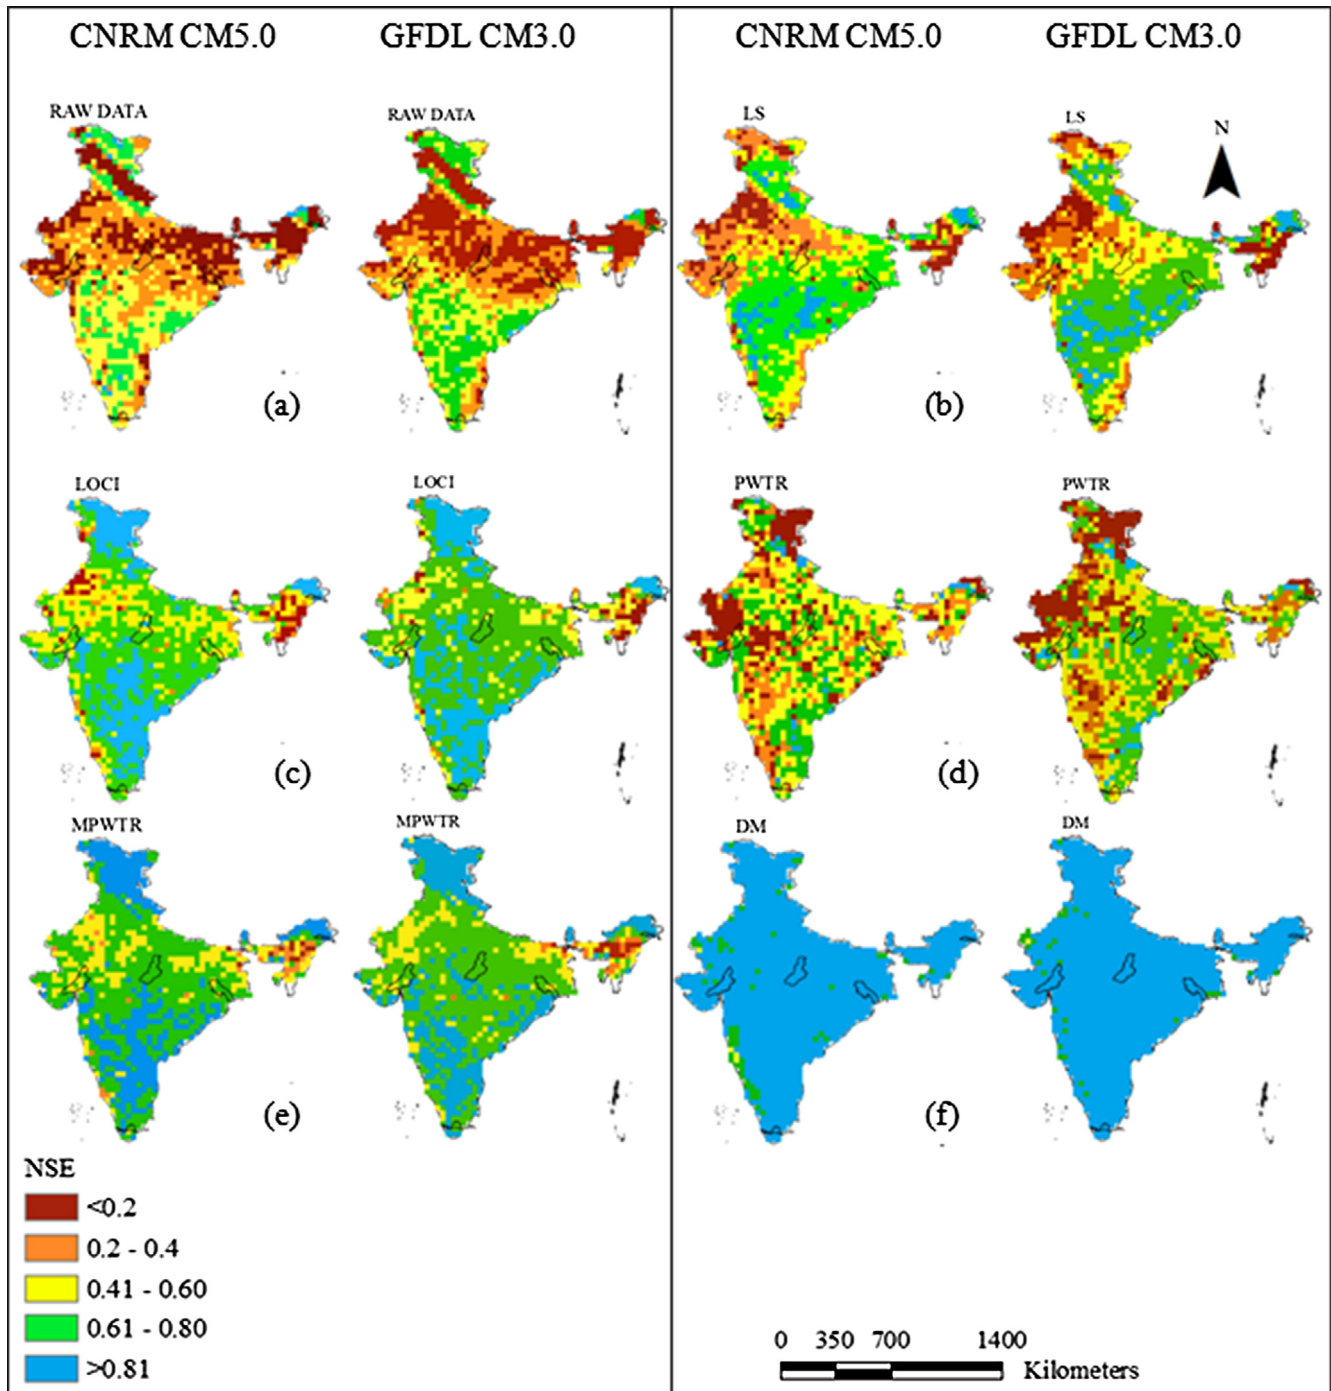 CNRM CM5.0
GFDL CM3.0
CNRM CM5.0
GFDL CM3.0
RAW DATA
RAW DATA
LS
LS
N
(a)
(b)
LOCI
LOCI
PWTR
PWTR
(c)
(d)
MPWTR
MPWTR
DM
DM
(e)
(f)
NSE
<0.2
0.2 - 0.4
0.41 - 0.60
0.61 - 0.80
>0.81
0 350 700 1400
Kilometers